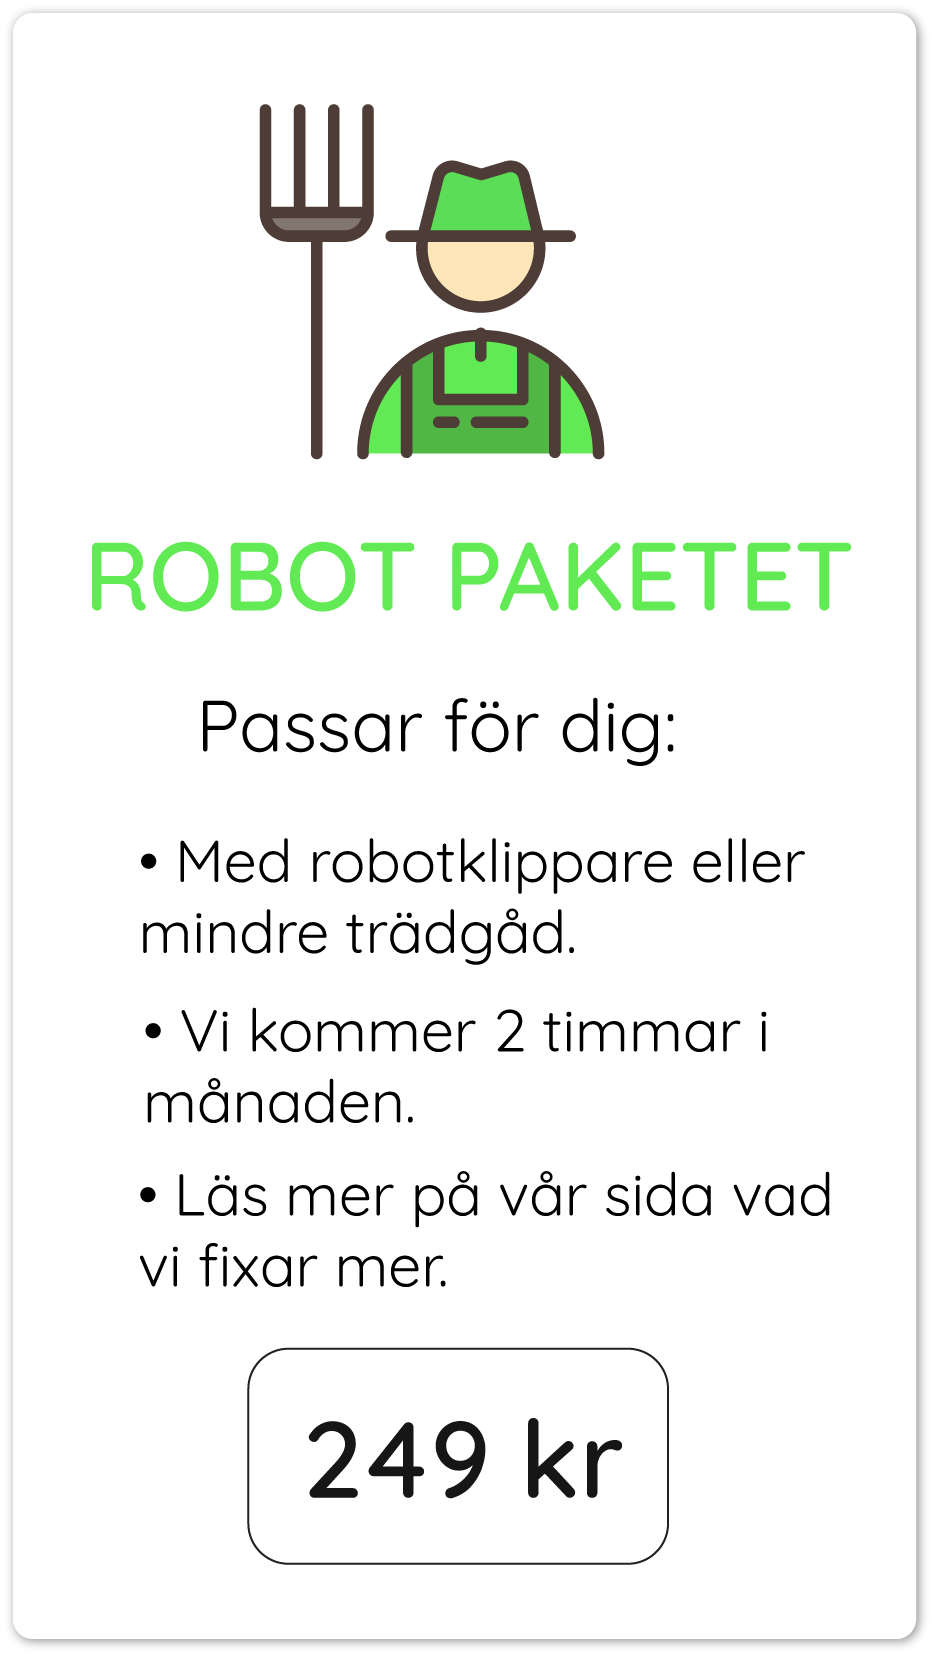 ROBOT PAKETET
Passar för dig:
• Med robotklippare eller
mindre trädgåd.
• Vi kommer 2 timmar i
månaden.
• Läs mer på vår sida vad
vi fixar mer.
249 kr